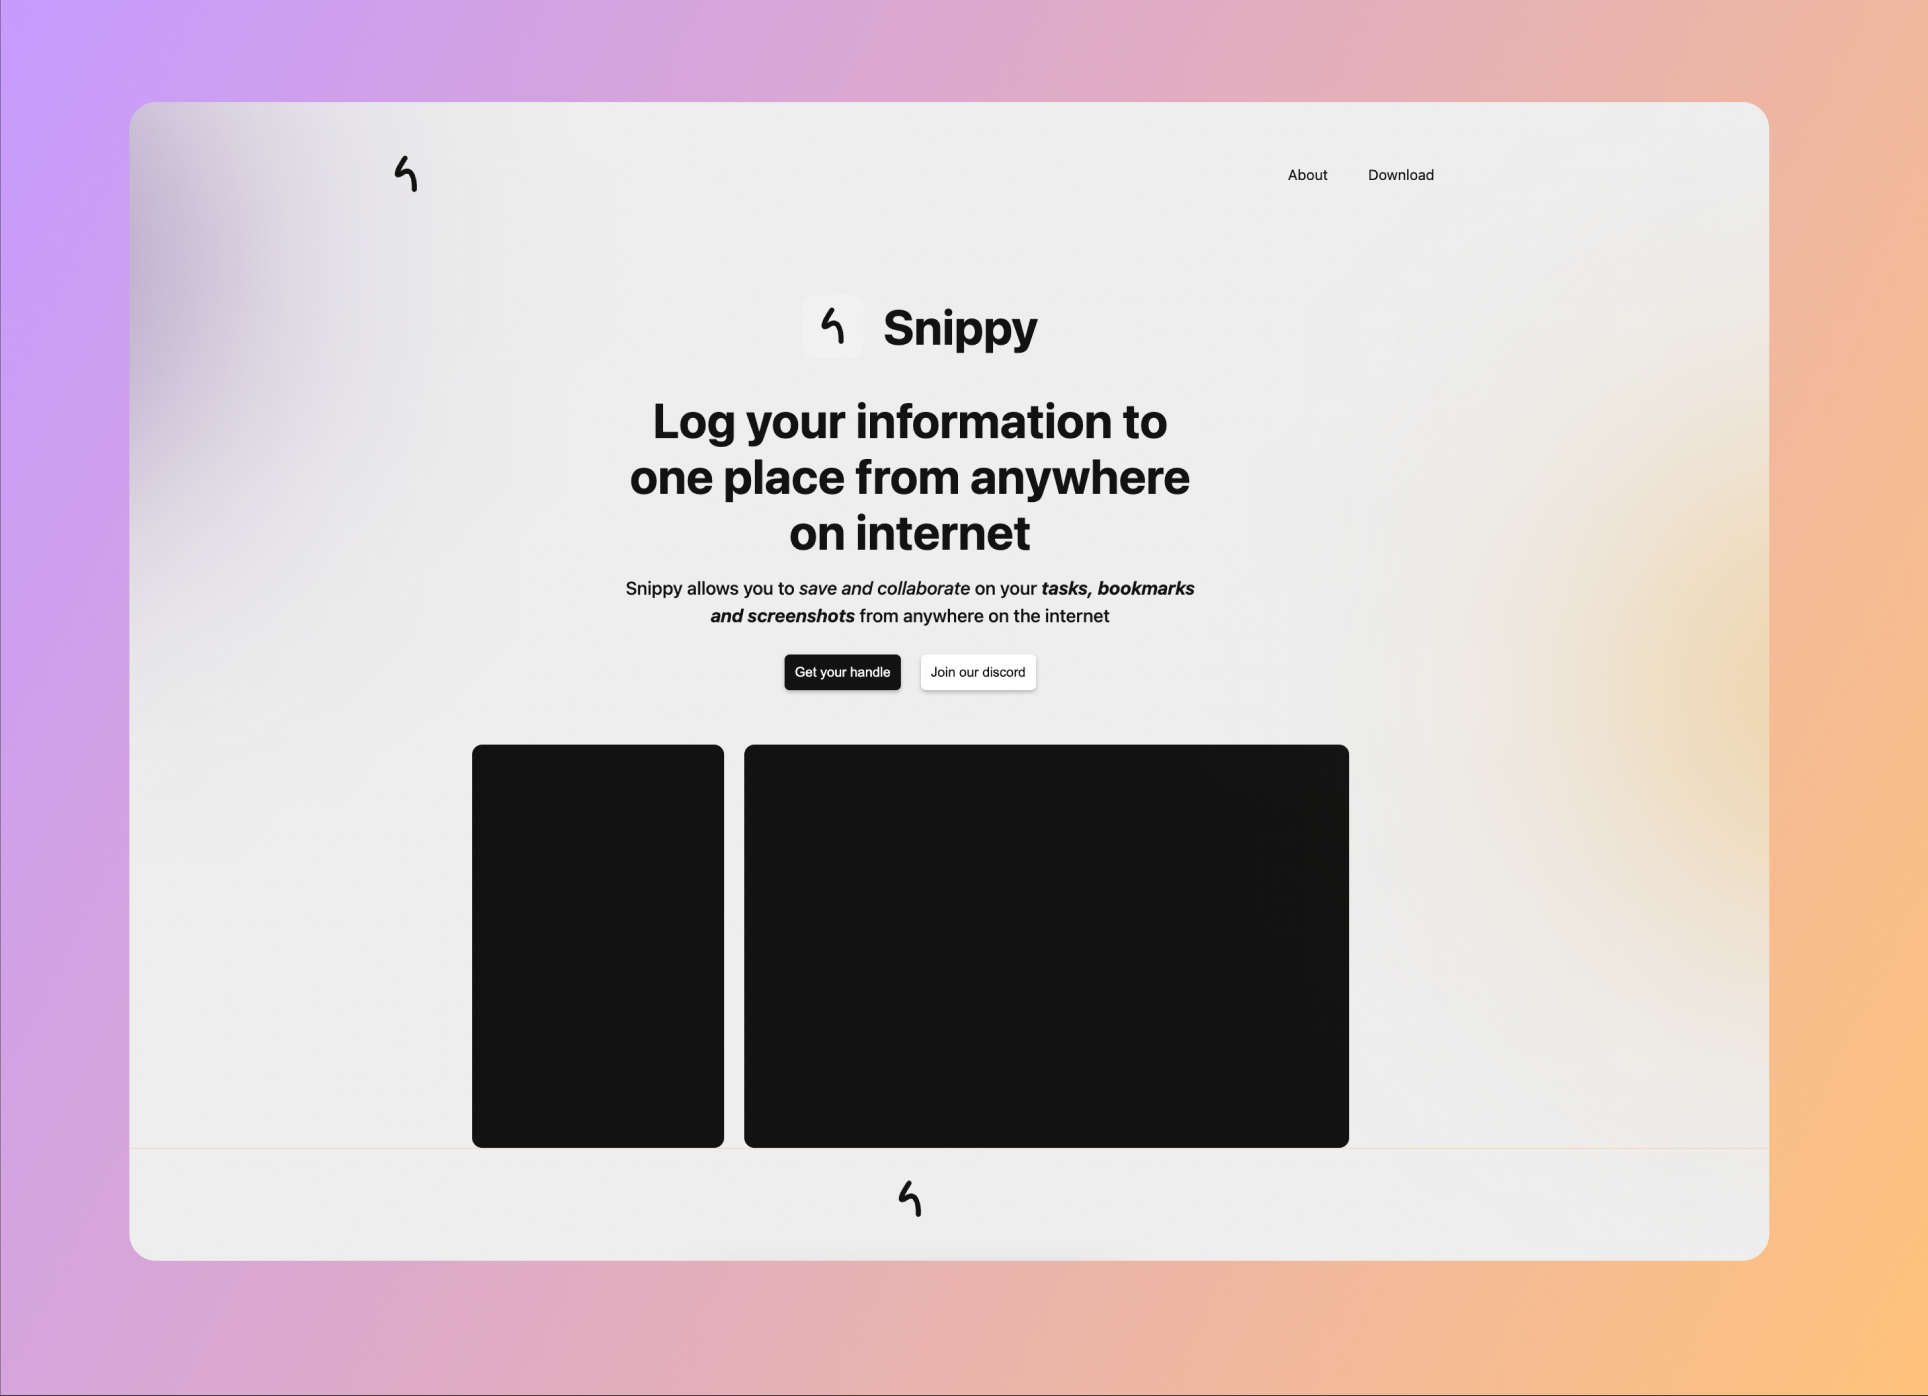 About Download
Snippy
Log your information to
one place from anywhere
on internet
Snippy allows you to save and collaborate on your tasks, bookmarks
and screenshots from anywhere on the internet
Get your handle Join our discord